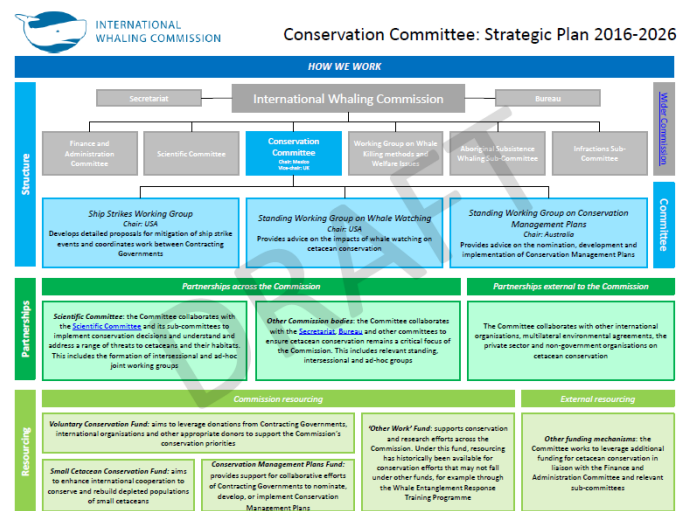 INTERNATIONAL
WHALING COMMISSION
Conservation Committee: Strategic Plan 2016-2026
HOW WE WORK
Structure
Secretariat
International Whaling Commission
Bureau
Wider Commission
Finance and
Administration
Committee
Scientific Committee
Conservation
Committee
Chair: Mexico
Vice-chair: UK
Working Group on Whale
Killing methods and
Welfare Issues
Aboriginal Subsistence
Whaling Sub-Committee
Infractions Sub-
Committee
Committee
Ship Strikes Working Group
Chair: USA
Develops detailed proposals for mitigation of ship strike
events and coordinates work between Contracting
Governments
Standing Working Group on Whale Watching
Chair: USA
Provides advice on the impacts of whale watching on
cetacean conservation
Standing Working Group on Conservation
Management Plans
Chair: Australia
Provides advice on the nomination, development and
implementation of Conservation Management Plans
DRAFT
Partnerships
Partnerships across the Commission
Partnerships external to the Commission
Scientific Committee: the Committee collaborates with
the Scientific Committee and its sub-committees to
implement conservation decisions and understand and
address a range of threats to cetaceans and their habitats.
This includes the formation of intersessional and ad-hoc
joint working groups
Other Commission bodies: the Committee collaborates
with the Secretariat, Bureau and other committees to
ensure cetacean conservation remains a critical focus of
the Commission. This includes relevant standing,
intersessional and ad-hoc groups
The Committee collaborates with other international
organisations, multilateral environmental agreements, the
private sector and non-government organisations on
cetacean conservation
Resourcing
Commission resourcing
External resourcing
Voluntary Conservation Fund: aims to leverage donations from Contracting Governments,
international organisations and other appropriate donors to support the Commission's
conservation priorities
Small Cetacean Conservation Fund: aims
to enhance international cooperation to
conserve and rebuild depleted populations
of small cetaceans
Conservation Management Plans Fund:
provides support for collaborative efforts
of Contracting Governments to nominate,
develop, or implement Conservation
Management Plans
'Other Work' Fund: supports conservation
and research efforts across the
Commission. Under this fund, resourcing
has historically been available for
conservation efforts that may not fall
under other funds, for example through
the Whale Entanglement Response
Training Programme
Other funding mechanisms: the
Committee works to leverage additional
funding for cetacean conservation in
liaison with the Finance and
Administration Committee and relevant
sub-committees